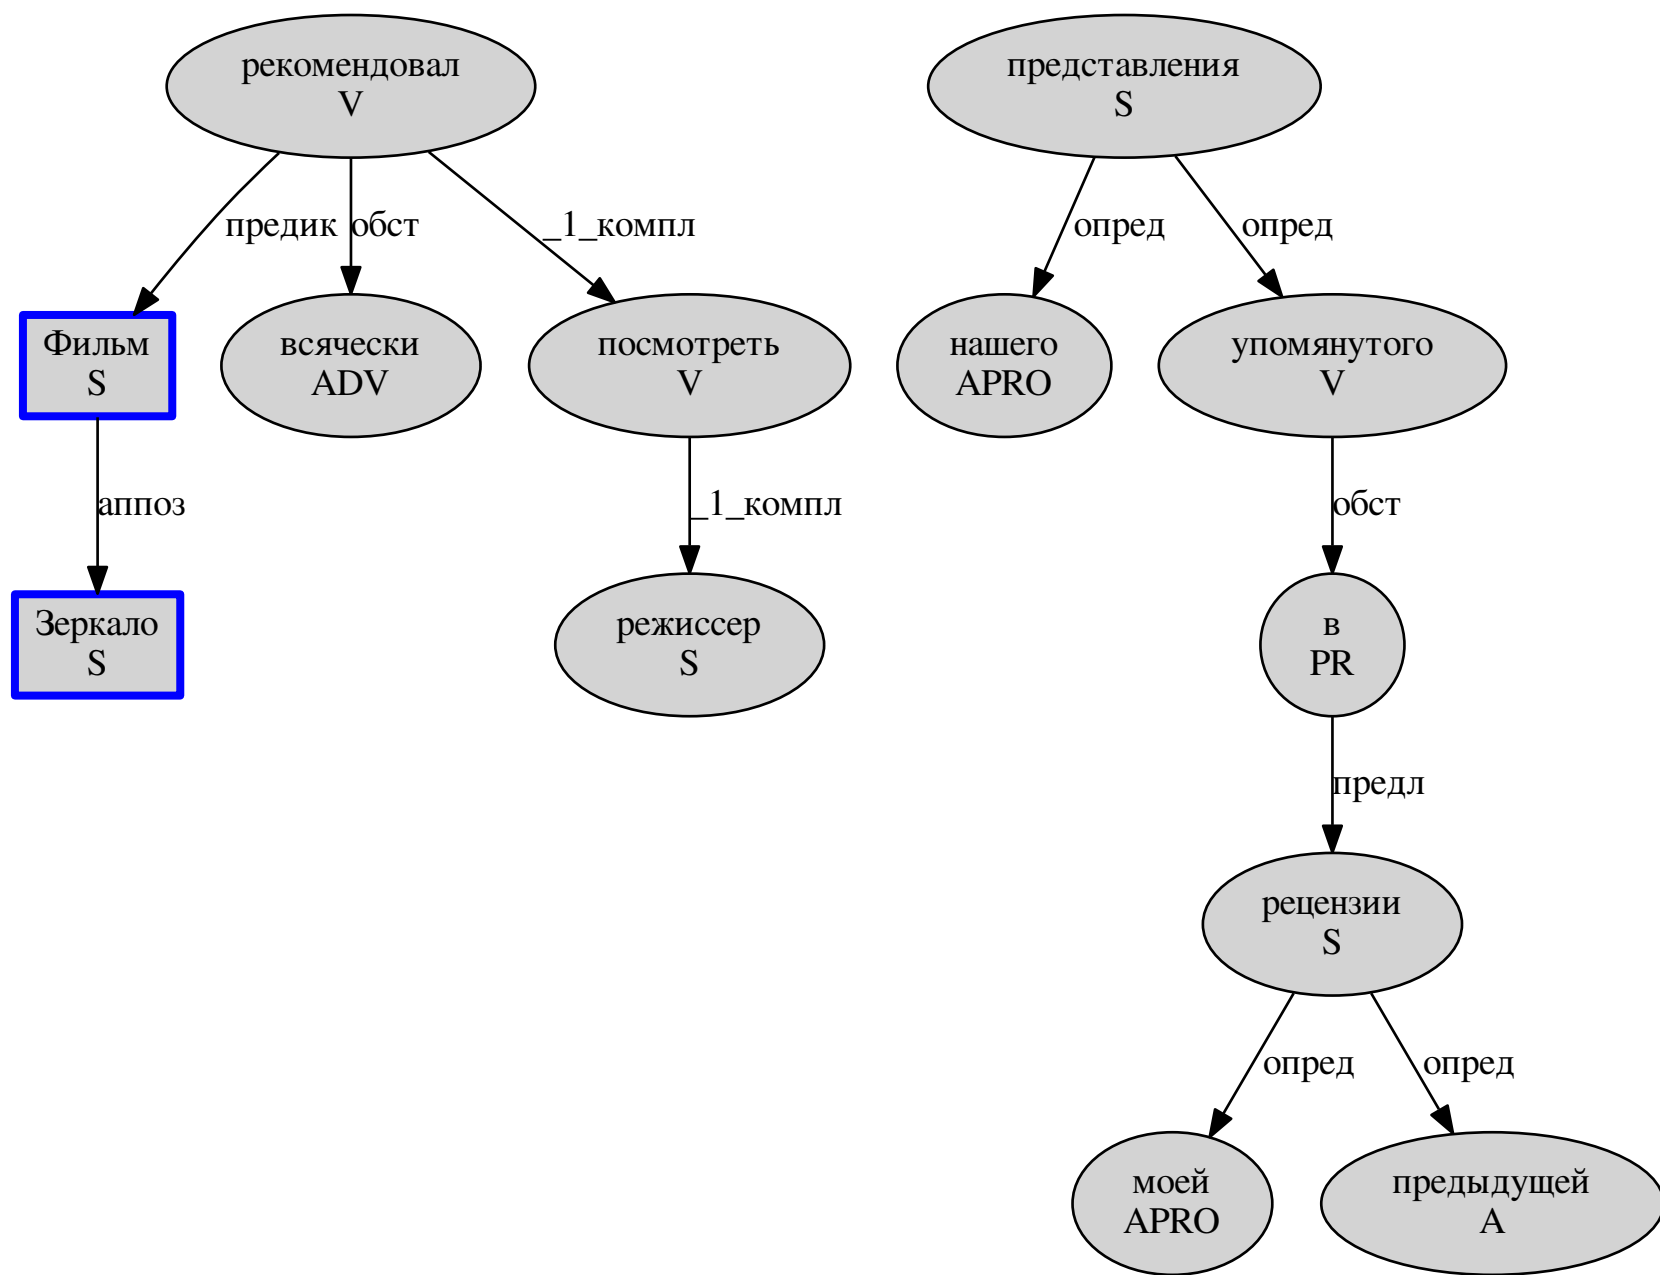 рекомендовал
V
представления
S
предик
обст
_1_компл
опред
опред
Фильм
S
всячески
ADV
посмотреть
V
нашего
APRO
упомянутого
V
аппоз
_1_компл
обст
Зеркало
S
режиссер
S
в
PR
предл
рецензии
S
опред
опред
моей
APRO
предыдущей
A